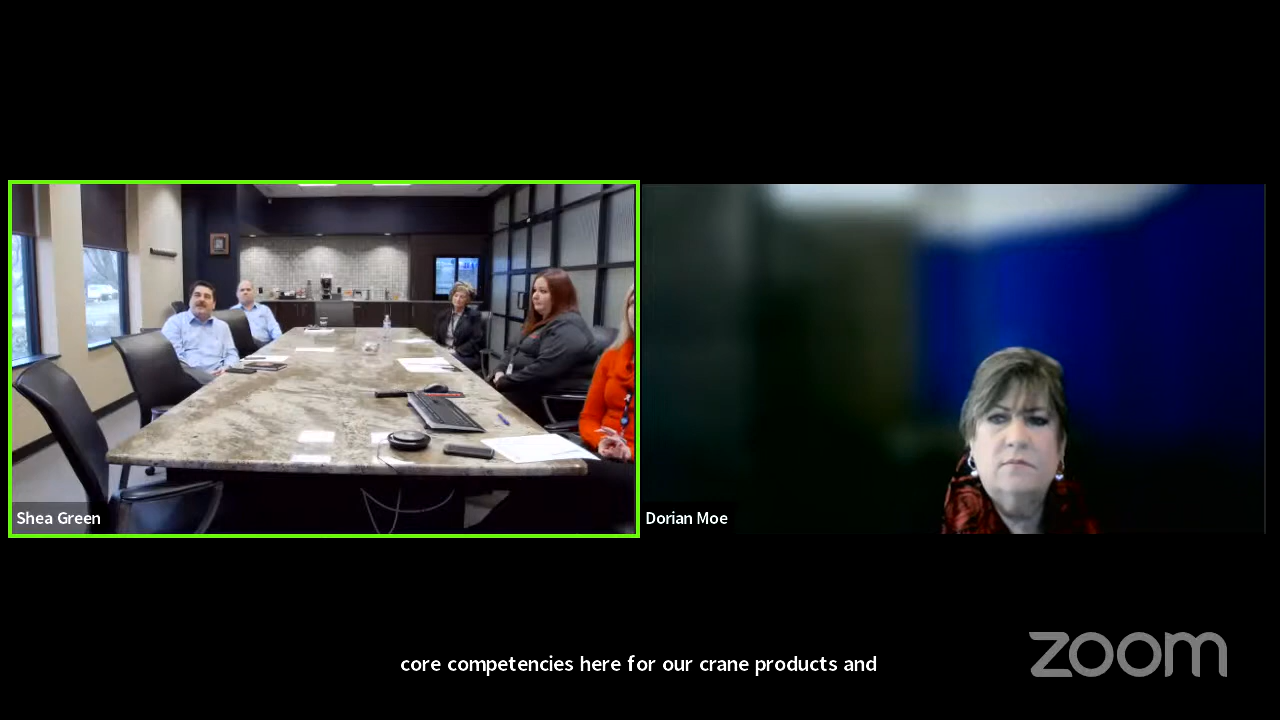 Shea Green
Dorian Moe
core competencies here for our crane products and
zoom